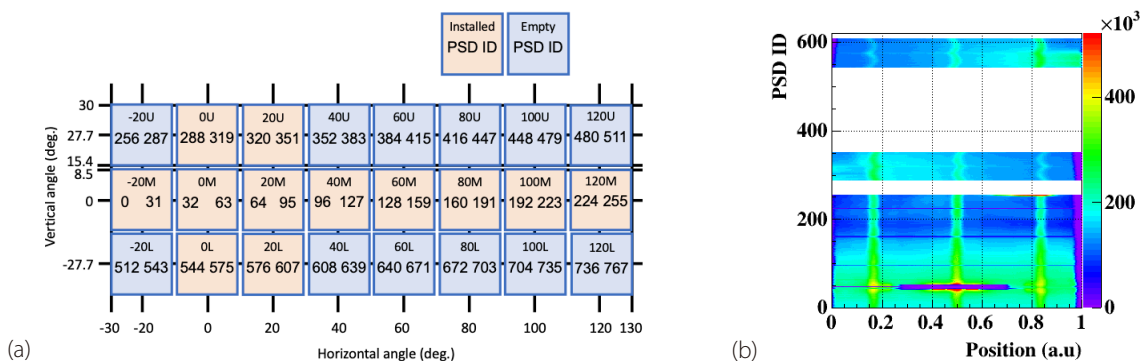 Installed Empty
PSD ID PSD ID
Vertical angle (deg.)
30
27.7
15.4
8.5
0
-27.7
-20U 0U 20U 40U 60U 80U 100U 120U
256 287 288 319 320 351 352 383 384 415 416 447 448 479 480 511
-20M 0M 20M 40M 60M 80M 100M 120M
0 31 32 63 64 95 96 127 128 159 160 191 192 223 224 255
-20L 0L 20L 40L 60L 80L 100L 120L
512 543 544 575 576 607 608 639 640 671 672 703 704 735 736 767
-30 -20 0 20 40 60 80 100 120 130
Horizontal angle (deg.)
(a)
PSD ID
600
400
200
0
0 0.2 0.4 0.6 0.8 1
Position (a.u)
×10³
1000
800
600
400
200
0
(b)